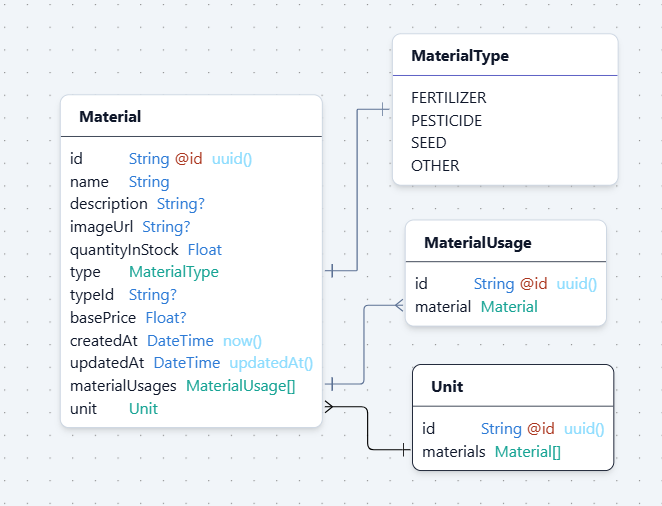 Material
id String @id uuid()
name String
description String?
imageUrl String?
quantityInStock Float
type MaterialType
typeId String?
basePrice Float?
createdAt DateTime now()
updatedAt DateTime updatedAt()
materialUsages MaterialUsage[]
unit Unit
MaterialType
FERTILIZER
PESTICIDE
SEED
OTHER
MaterialUsage
id String @id uuid()
material Material
Unit
id String @id uuid()
materials Material[]